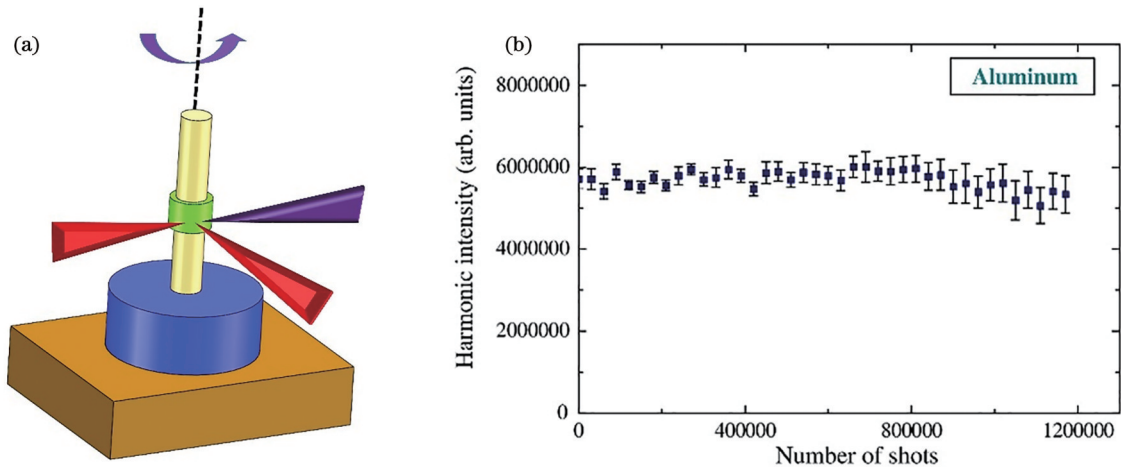 (a)
(b)
Aluminum
Harmonic intensity (arb. units)
8000000
6000000
4000000
2000000
0
0
400000
800000
1200000
Number of shots